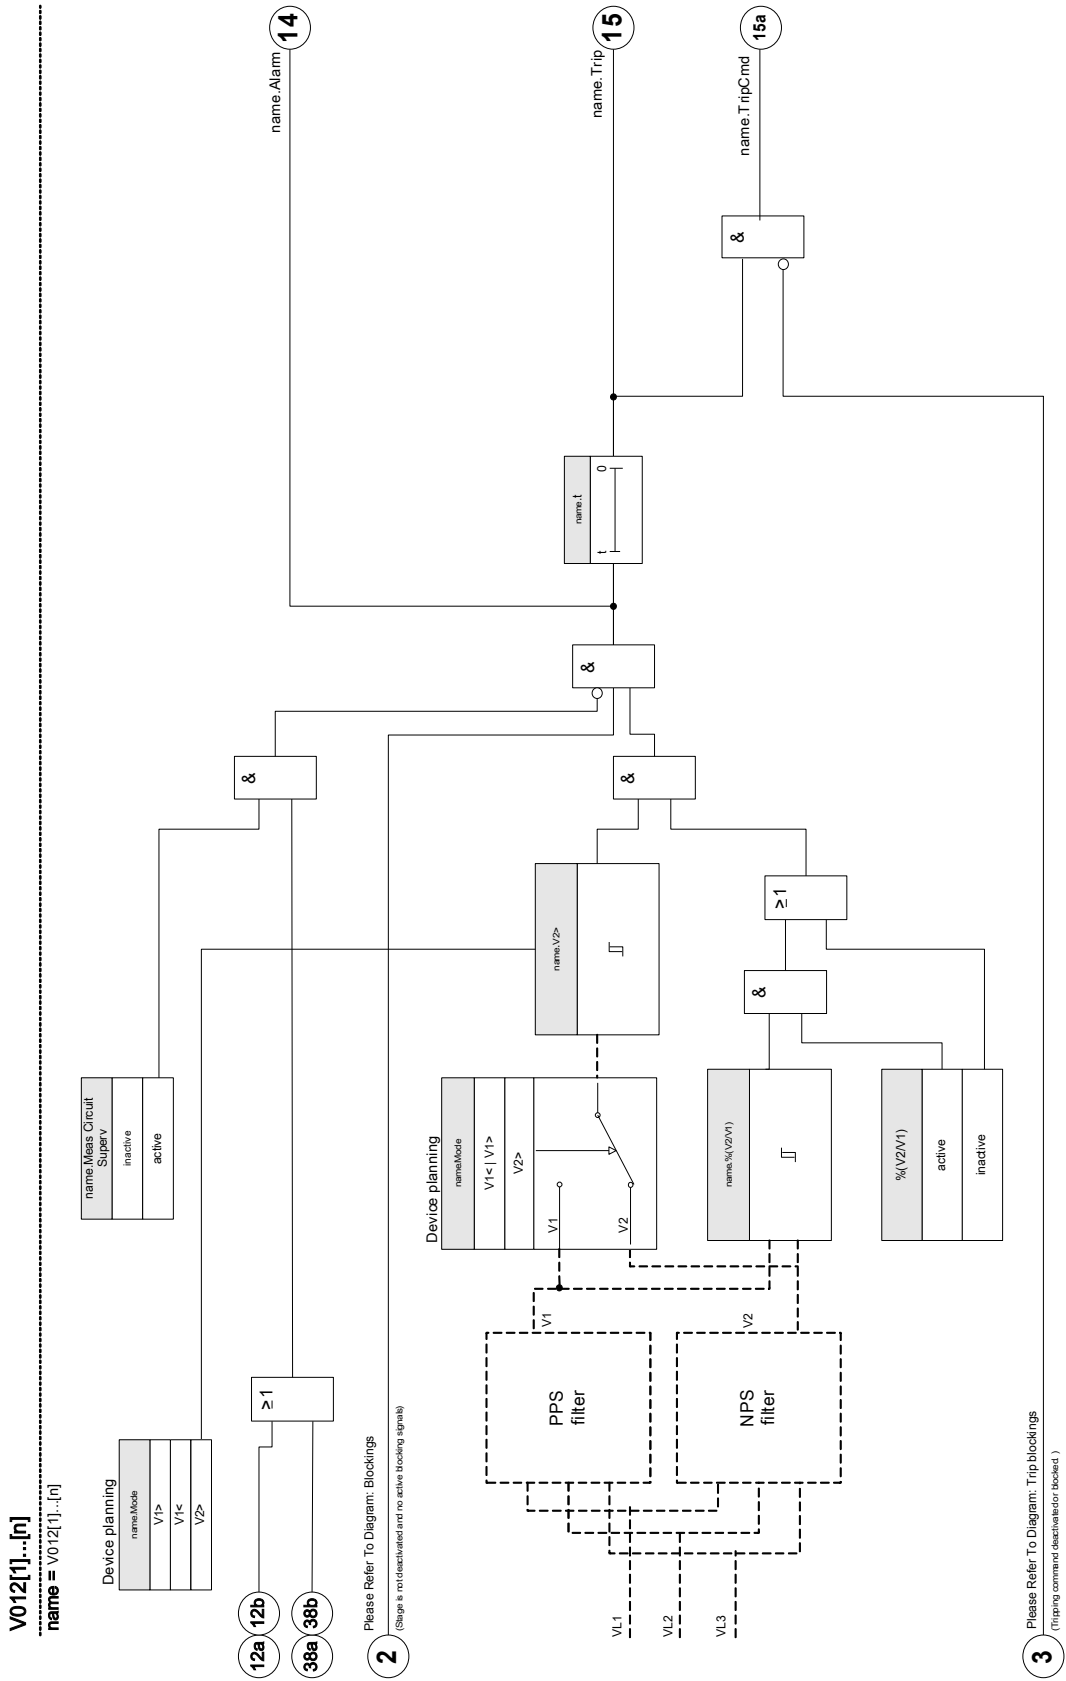 V012[1]...[n]
name = V012[1]...[n]
Device planning
name.Mode
V1>
V1<
V2>
name.Meas Circuit
Superv
inactive
active
12a
12b
38a
38b
≥1
&
name.Alarm
14
2
Please Refer To Diagram: Blockings
(Stage is not deactivated and no active blocking signals)
Device planning
name.Mode
V1< | V1>
V2>
V1
V2
name.V2>
&
&
name.t
t
0
name.Trip
15
VL1
VL2
VL3
PPS
filter
V1
NPS
filter
V2
name.%(V2/V1)
%(V2/V1)
active
inactive
&
≥1
&
name.TripCmd
15a
3
Please Refer To Diagram: Trip blockings
(Tripping command deactivated or blocked. )